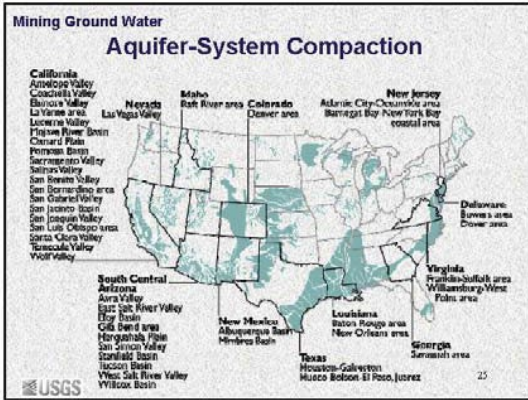 Mining Ground Water
Aquifer-System Compaction
California
Antelope Valley
Coachella Valley
Elsinore Valley
La Verne area
Lucerne Valley
Mojave River Basin
Oxnard Plain
Pomona Basin
Sacramento Valley
Salinas Valley
San Benito Valley
San Bernardino area
San Gabriel Valley
San Jacinto Basin
San Joaquin Valley
San Luis Obispo area
Santa Clara Valley
Temecula Valley
Wolf Valley
Nevada
Las Vegas Valley
Idaho
Raft River area
Colorado
Denver area
New Jersey
Atlantic City-Oceanside area
Barnegat Bay-New York Bay
coastal area
Delaware
Bowers area
Dover area
Virginia
Franklin-Suffolk area
Williamsburg-West
Point area
Georgia
Savannah area
Louisiana
Baton Rouge area
New Orleans area
Texas
Houston-Galveston
Hueco Bolson-El Paso, Juarez
New Mexico
Albuquerque Basin
Mimbres Basin
South Central
Arizona
Avra Valley
East Salt River Valley
Eloy Basin
Gila Bend area
Harquahala Plain
San Simon Valley
Stanfield Basin
Tucson Basin
West Salt River Valley
Willcox Basin
USGS
25